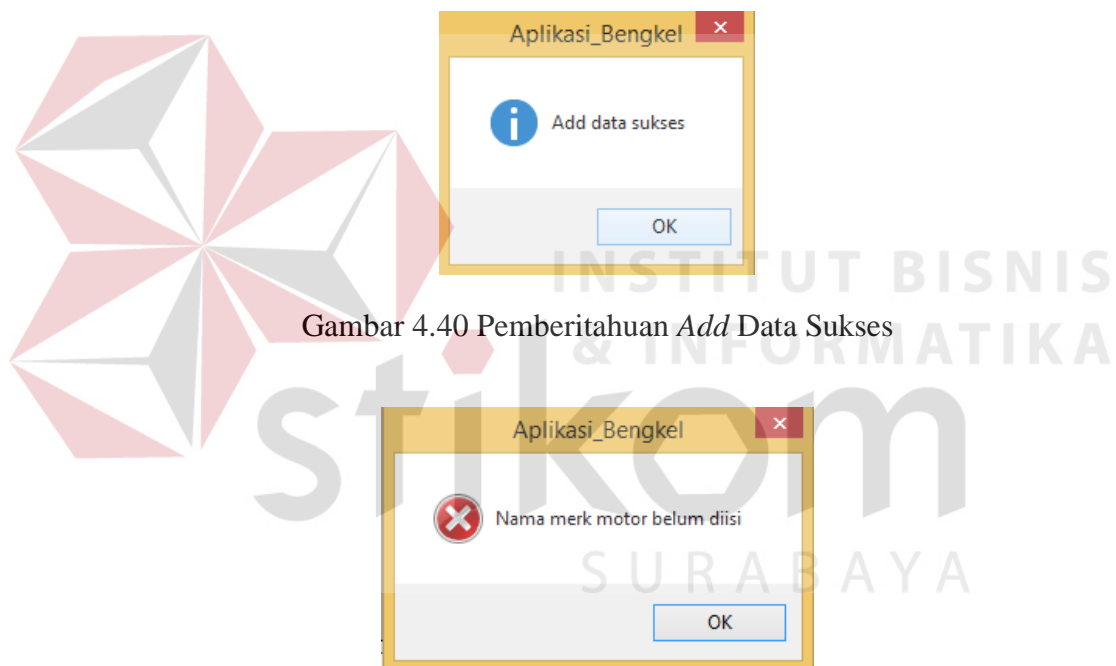 Aplikasi_Bengkel
Add data sukses
OK
INSTITUT BISNIS
Gambar 4.40 Pemberitahuan Add Data Sukses
& INFORMATIKA
stikom
Aplikasi_Bengkel
Nama merk motor belum diisi
SURABAYA
OK